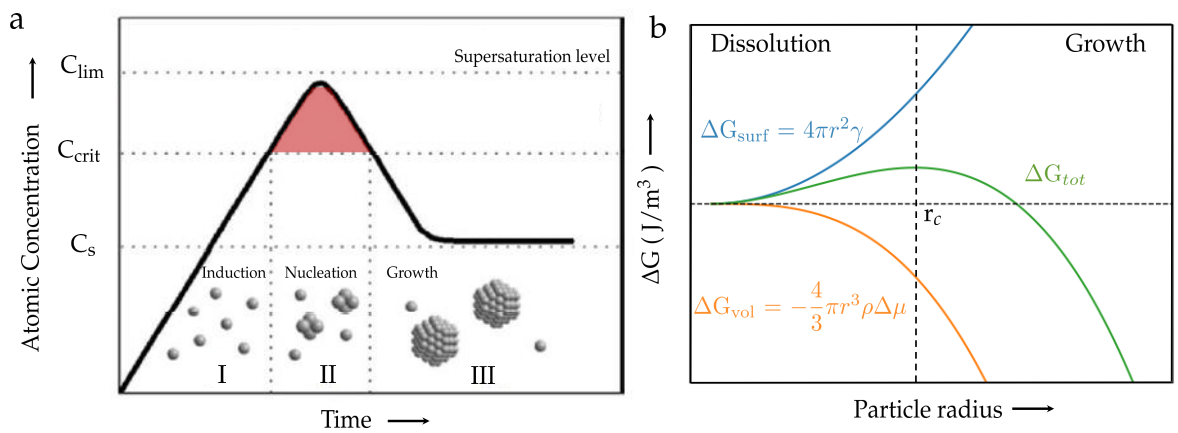 a
Atomic Concentration
C_lim
C_crit
C_s
Supersaturation level
Induction
Nucleation
Growth
I
II
III
Time
b
ΔG ( J/m³ )
Dissolution
Growth
ΔG_surf = 4πr²γ
ΔG_tot
r_c
ΔG_vol = −4/3 πr³ρΔμ
Particle radius